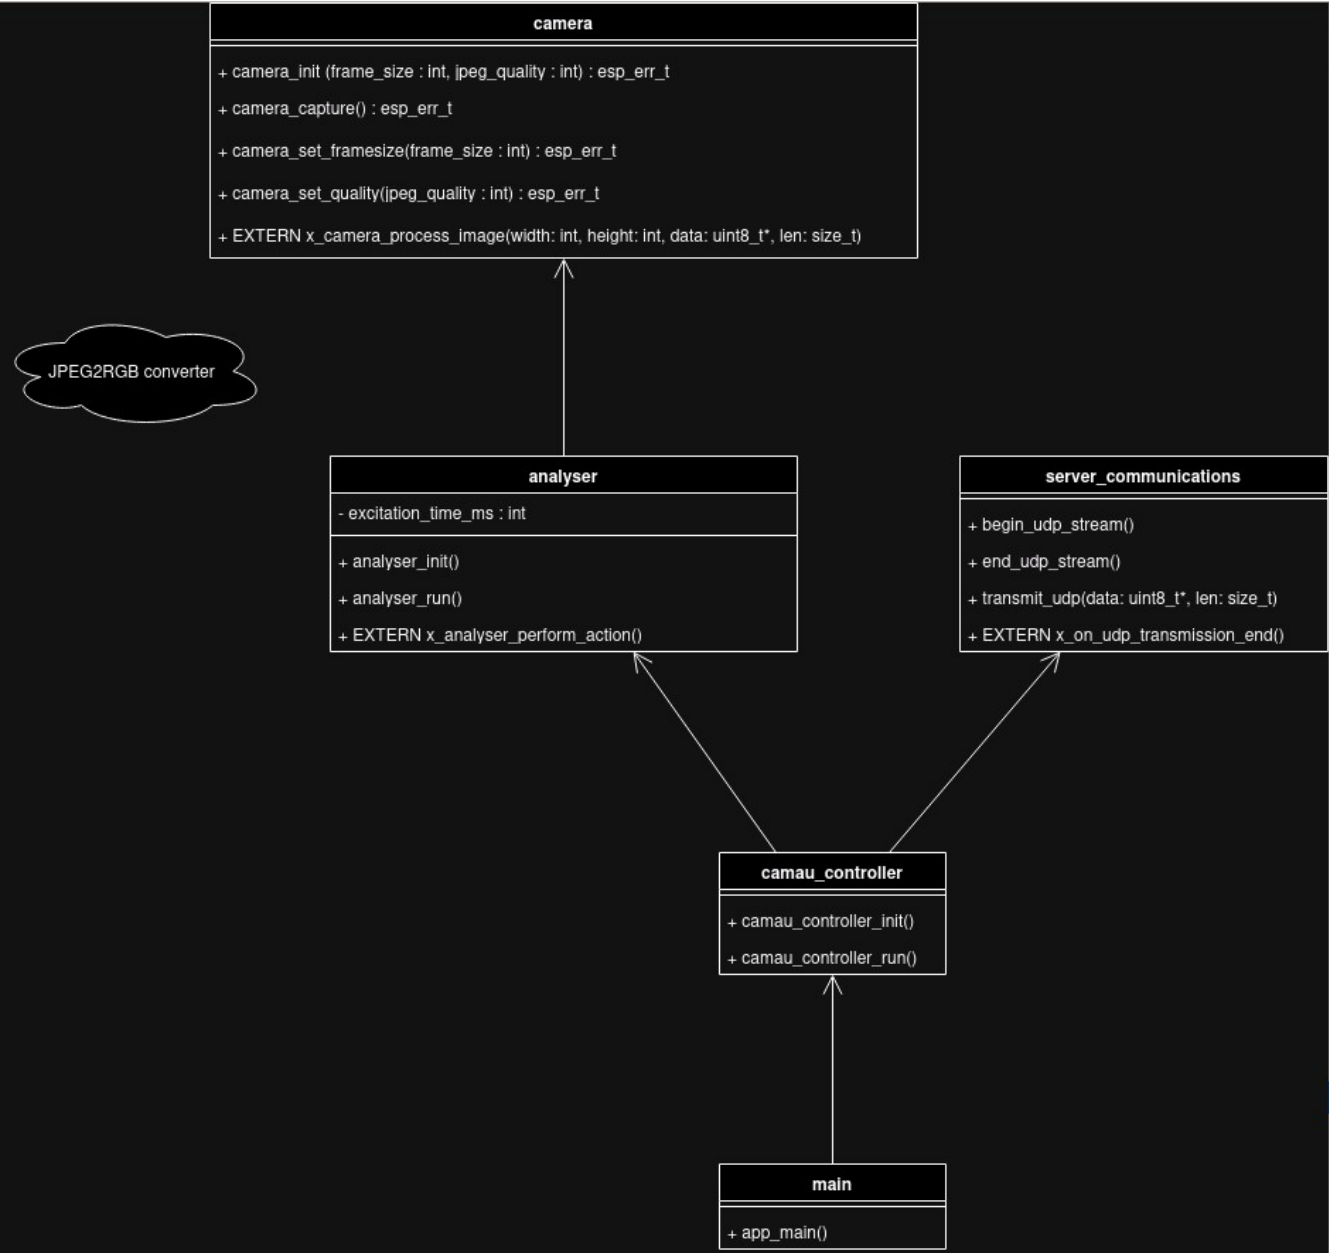 camera
+ camera_init (frame_size : int, jpeg_quality : int) : esp_err_t
+ camera_capture() : esp_err_t
+ camera_set_framesize(frame_size : int) : esp_err_t
+ camera_set_quality(jpeg_quality : int) : esp_err_t
+ EXTERN x_camera_process_image(width: int, height: int, data: uint8_t*, len: size_t)
JPEG2RGB converter
analyser
- excitation_time_ms : int
+ analyser_init()
+ analyser_run()
+ EXTERN x_analyser_perform_action()
server_communications
+ begin_udp_stream()
+ end_udp_stream()
+ transmit_udp(data: uint8_t*, len: size_t)
+ EXTERN x_on_udp_transmission_end()
camau_controller
+ camau_controller_init()
+ camau_controller_run()
main
+ app_main()